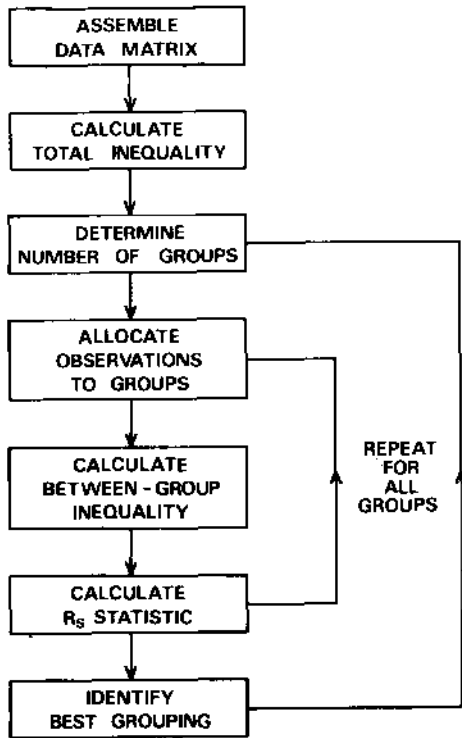 ASSEMBLE
DATA MATRIX
CALCULATE
TOTAL INEQUALITY
DETERMINE
NUMBER OF GROUPS
ALLOCATE
OBSERVATIONS
TO GROUPS
CALCULATE
BETWEEN-GROUP
INEQUALITY
CALCULATE
RS STATISTIC
IDENTIFY
BEST GROUPING
REPEAT
FOR
ALL
GROUPS